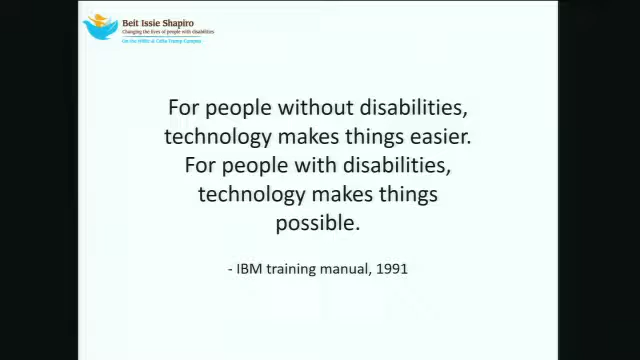 Beit Issie Shapiro
Changing the lives of people with disabilities
For people without disabilities,
technology makes things easier.
For people with disabilities,
technology makes things
possible.
- IBM training manual, 1991